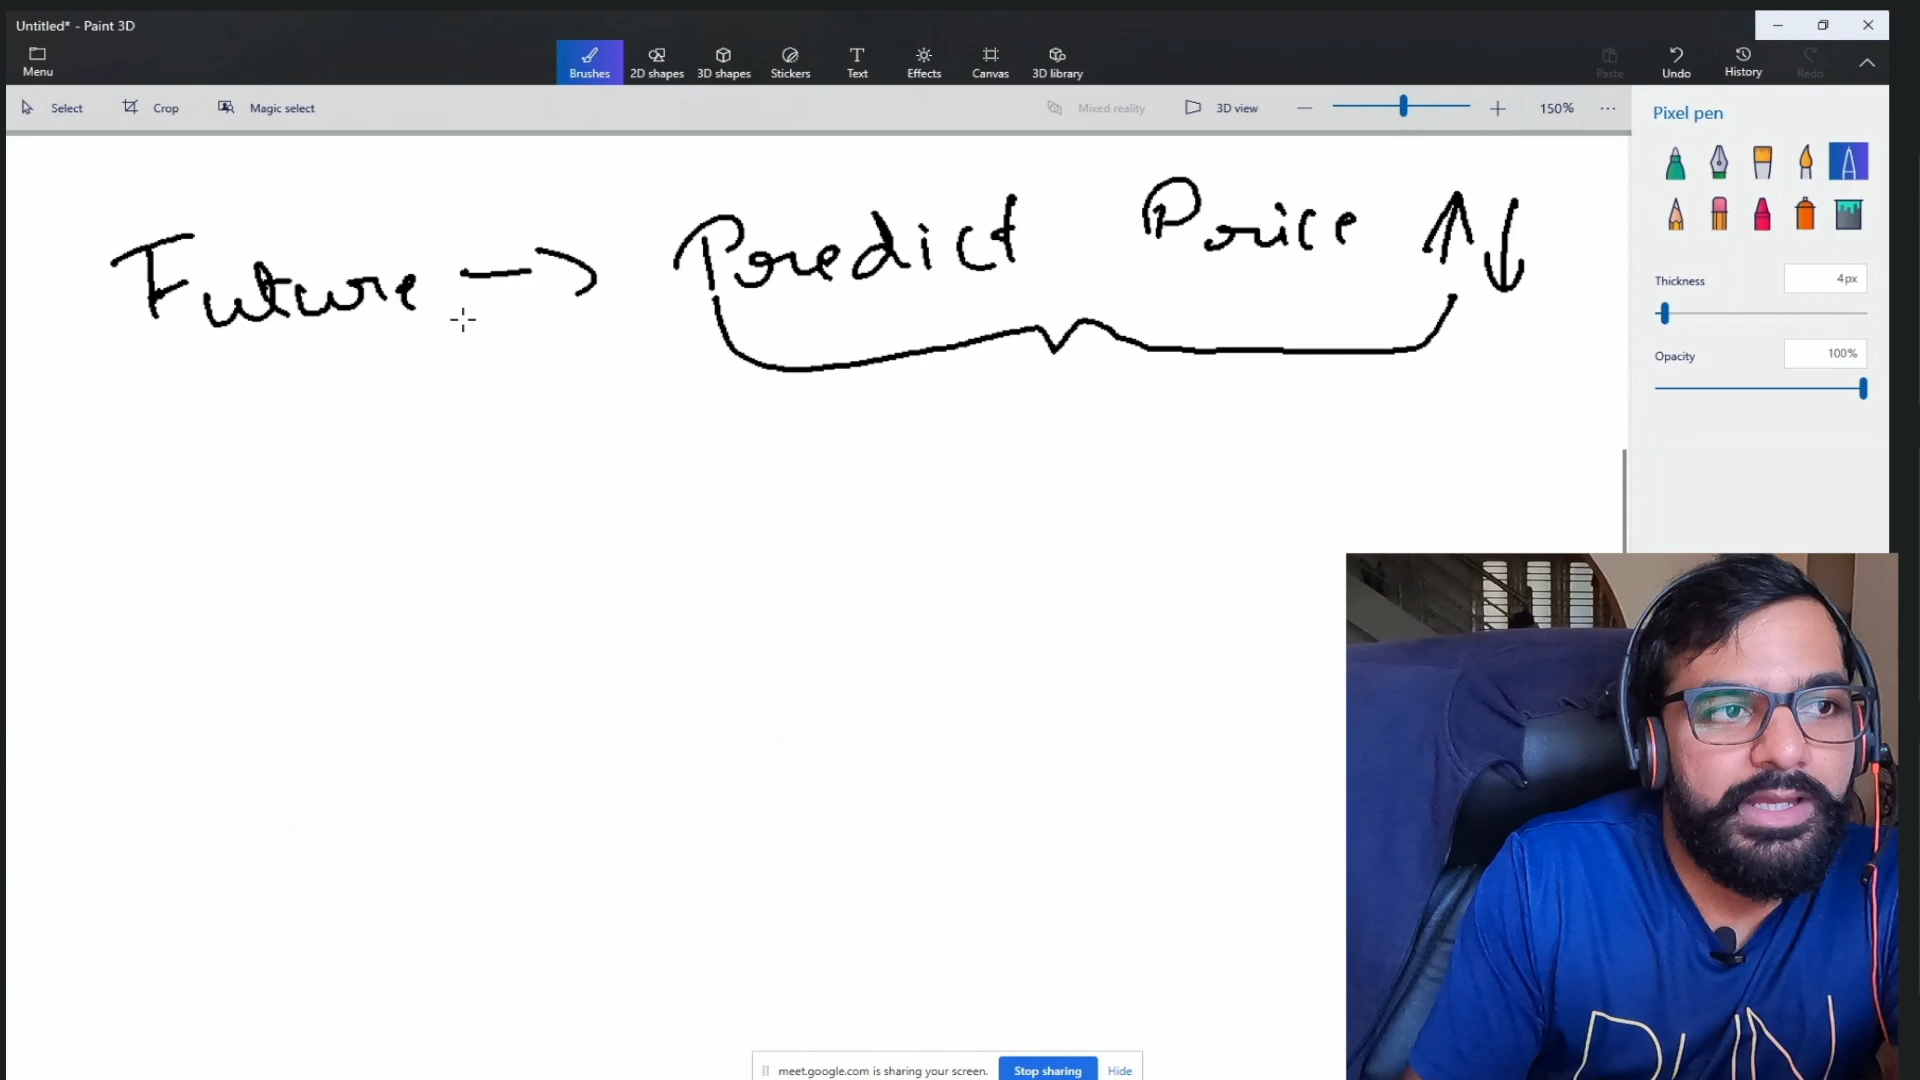 Untitled* - Paint 3D
Menu
Brushes 2D shapes 3D shapes Stickers Text Effects Canvas 3D library Paste Undo History Redo
Select Crop Magic select Mixed reality 3D view 150%
Pixel pen
Future → Predict Price ↑↓
Thickness 4px
Opacity 100%
meet.google.com is sharing your screen. Stop sharing Hide